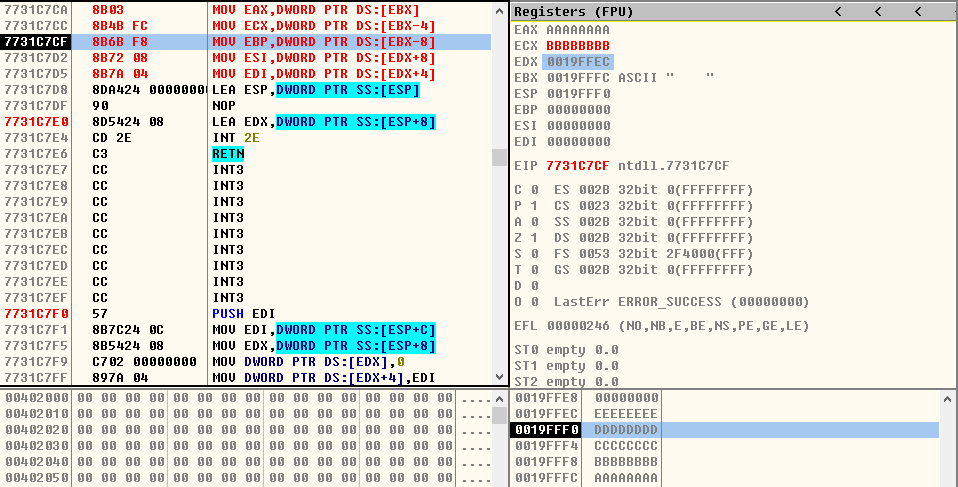 7731C7CA 8B03 MOV EAX,DWORD PTR DS:[EBX]
7731C7CC 8B4B FC MOV ECX,DWORD PTR DS:[EBX-4]
7731C7CF 8B6B F8 MOV EBP,DWORD PTR DS:[EBX-8]
7731C7D2 8B72 08 MOV ESI,DWORD PTR DS:[EDX+8]
7731C7D5 8B7A 04 MOV EDI,DWORD PTR DS:[EDX+4]
7731C7D8 8DA424 00000000 LEA ESP,DWORD PTR SS:[ESP]
7731C7DF 90 NOP
7731C7E0 8D5424 08 LEA EDX,DWORD PTR SS:[ESP+8]
7731C7E4 CD 2E INT 2E
7731C7E6 C3 RETN
7731C7E7 CC INT3
7731C7E8 CC INT3
7731C7E9 CC INT3
7731C7EA CC INT3
7731C7EB CC INT3
7731C7EC CC INT3
7731C7ED CC INT3
7731C7EE CC INT3
7731C7EF CC INT3
7731C7F0 57 PUSH EDI
7731C7F1 8B7C24 0C MOV EDI,DWORD PTR SS:[ESP+C]
7731C7F5 8B5424 08 MOV EDX,DWORD PTR SS:[ESP+8]
7731C7F9 C702 00000000 MOV DWORD PTR DS:[EDX],0
7731C7FF 897A 04 MOV DWORD PTR DS:[EDX+4],EDI
Registers (FPU) < < <
EAX AAAAAAAA
ECX BBBBBBBB
EDX 0019FFEC
EBX 0019FFFC ASCII "    "
ESP 0019FFF0
EBP 00000000
ESI 00000000
EDI 00000000
EIP 7731C7CF ntdll.7731C7CF
C 0 ES 002B 32bit 0(FFFFFFFF)
P 1 CS 0023 32bit 0(FFFFFFFF)
A 0 SS 002B 32bit 0(FFFFFFFF)
Z 1 DS 002B 32bit 0(FFFFFFFF)
S 0 FS 0053 32bit 2F4000(FFF)
T 0 GS 002B 32bit 0(FFFFFFFF)
D 0
O 0 LastErr ERROR_SUCCESS (00000000)
EFL 00000246 (NO,NB,E,BE,NS,PE,GE,LE)
ST0 empty 0.0
ST1 empty 0.0
ST2 empty 0.0
00402000 00 00 00 00 00 00 00 00 00 00 00 00 00 00 00 00 ....
00402010 00 00 00 00 00 00 00 00 00 00 00 00 00 00 00 00 ....
00402020 00 00 00 00 00 00 00 00 00 00 00 00 00 00 00 00 ....
00402030 00 00 00 00 00 00 00 00 00 00 00 00 00 00 00 00 ....
00402040 00 00 00 00 00 00 00 00 00 00 00 00 00 00 00 00 ....
00402050 00 00 00 00 00 00 00 00 00 00 00 00 00 00 00 00 ....
0019FFE8 00000000
0019FFEC EEEEEEEE
0019FFF0 DDDDDDDD
0019FFF4 CCCCCCCC
0019FFF8 BBBBBBBB
0019FFFC AAAAAAAA